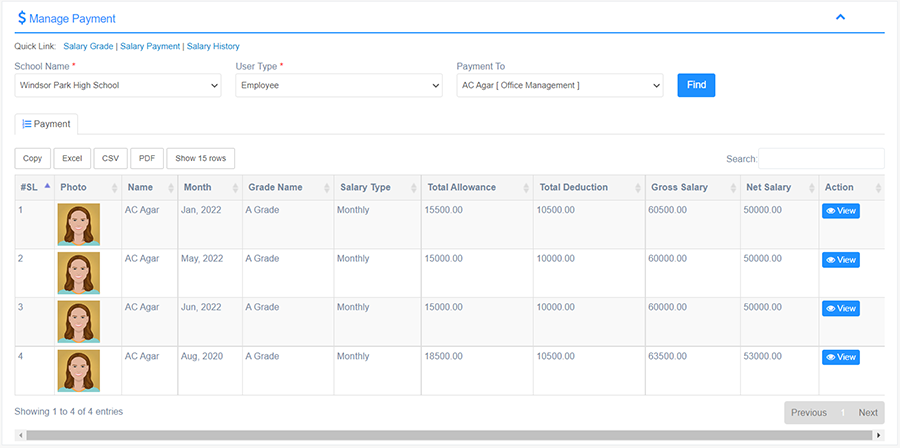 $ Manage Payment
Quick Link: Salary Grade | Salary Payment | Salary History
School Name * User Type * Payment To
Windsor Park High School Employee AC Agar [ Office Management ] Find
Payment
Copy Excel CSV PDF Show 15 rows Search:
#SL Photo Name Month Grade Name Salary Type Total Allowance Total Deduction Gross Salary Net Salary Action
1 AC Agar Jan, 2022 A Grade Monthly 15500.00 10500.00 60500.00 50000.00 View
2 AC Agar May, 2022 A Grade Monthly 15000.00 10000.00 60000.00 50000.00 View
3 AC Agar Jun, 2022 A Grade Monthly 15000.00 10000.00 60000.00 50000.00 View
4 AC Agar Aug, 2020 A Grade Monthly 18500.00 10500.00 63500.00 53000.00 View
Showing 1 to 4 of 4 entries Previous 1 Next